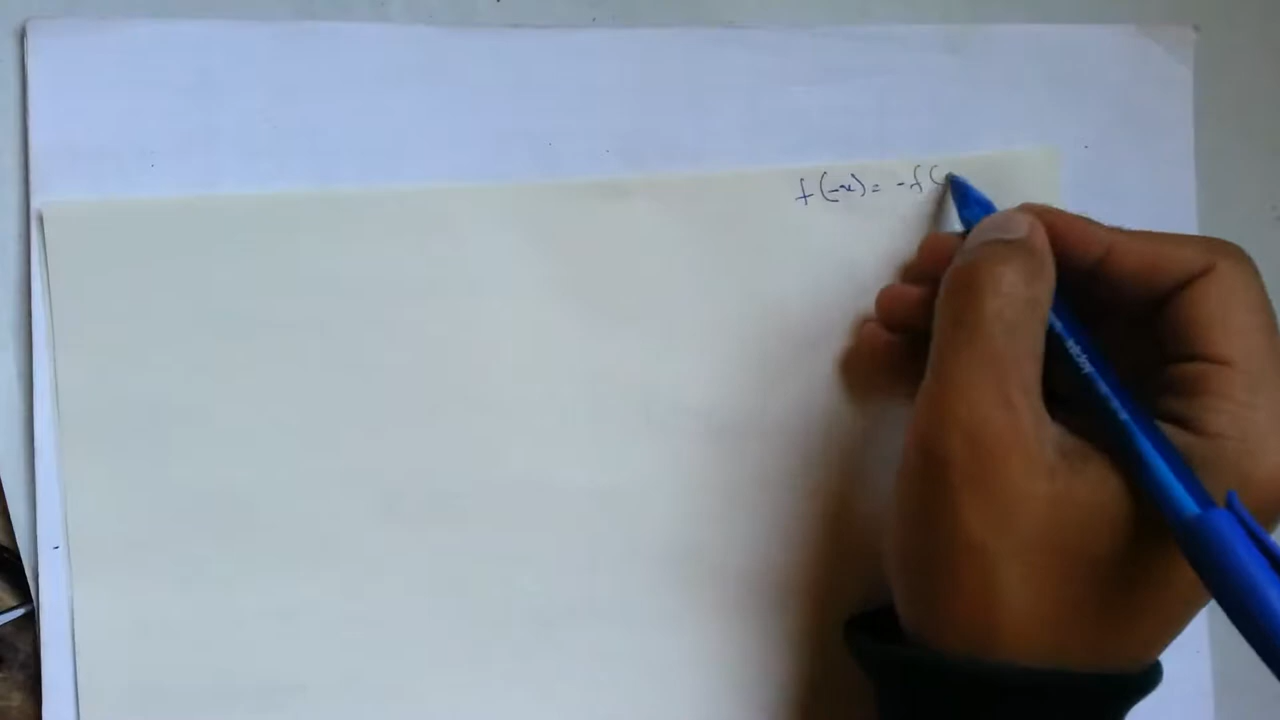 f(-x) = -f(